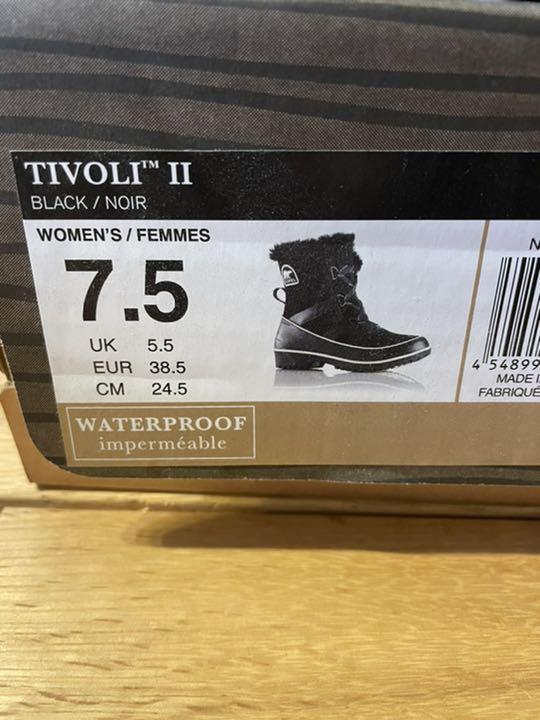 TIVOLI™ II
BLACK / NOIR
WOMEN'S / FEMMES
7.5
UK 5.5
EUR 38.5
CM 24.5
WATERPROOF
imperméable
N
4 54899
MADE I
FABRIQUÉ